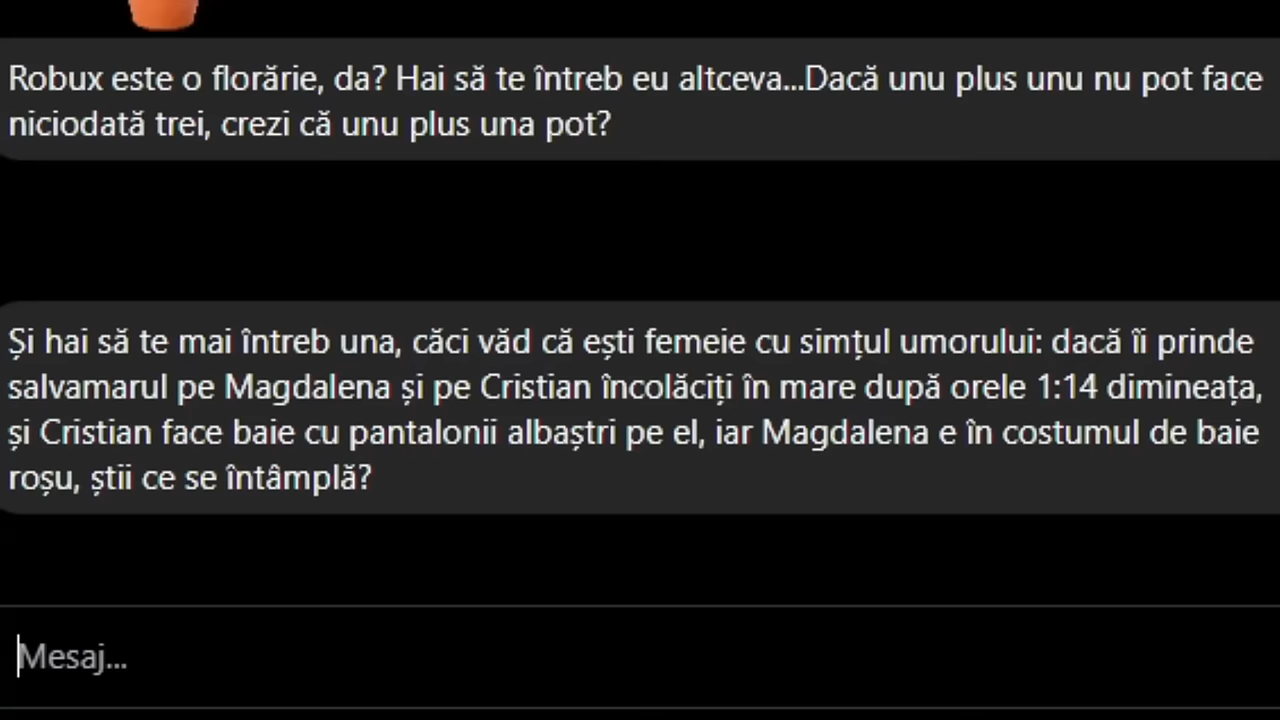 Robux este o florărie, da? Hai să te întreb eu altceva...Dacă unu plus unu nu pot face
niciodată trei, crezi că unu plus una pot?
Și hai să te mai întreb una, căci văd că ești femeie cu simțul umorului: dacă îi prinde
salvamarul pe Magdalena și pe Cristian încolăciți în mare după orele 1:14 dimineața,
și Cristian face baie cu pantalonii albaștri pe el, iar Magdalena e în costumul de baie
roșu, știi ce se întâmplă?
Mesaj...